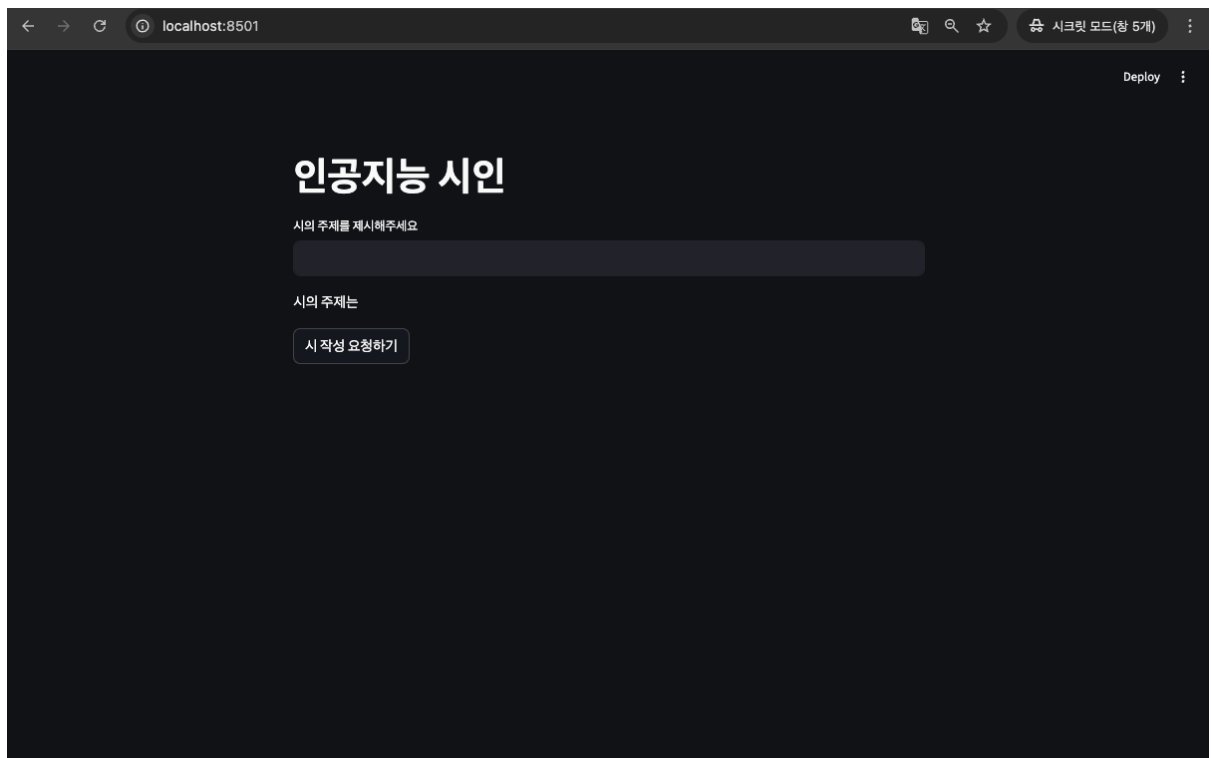 localhost:8501
시크릿 모드(창 5개)
Deploy
인공지능 시인
시의 주제를 제시해주세요
시의 주제는
시 작성 요청하기